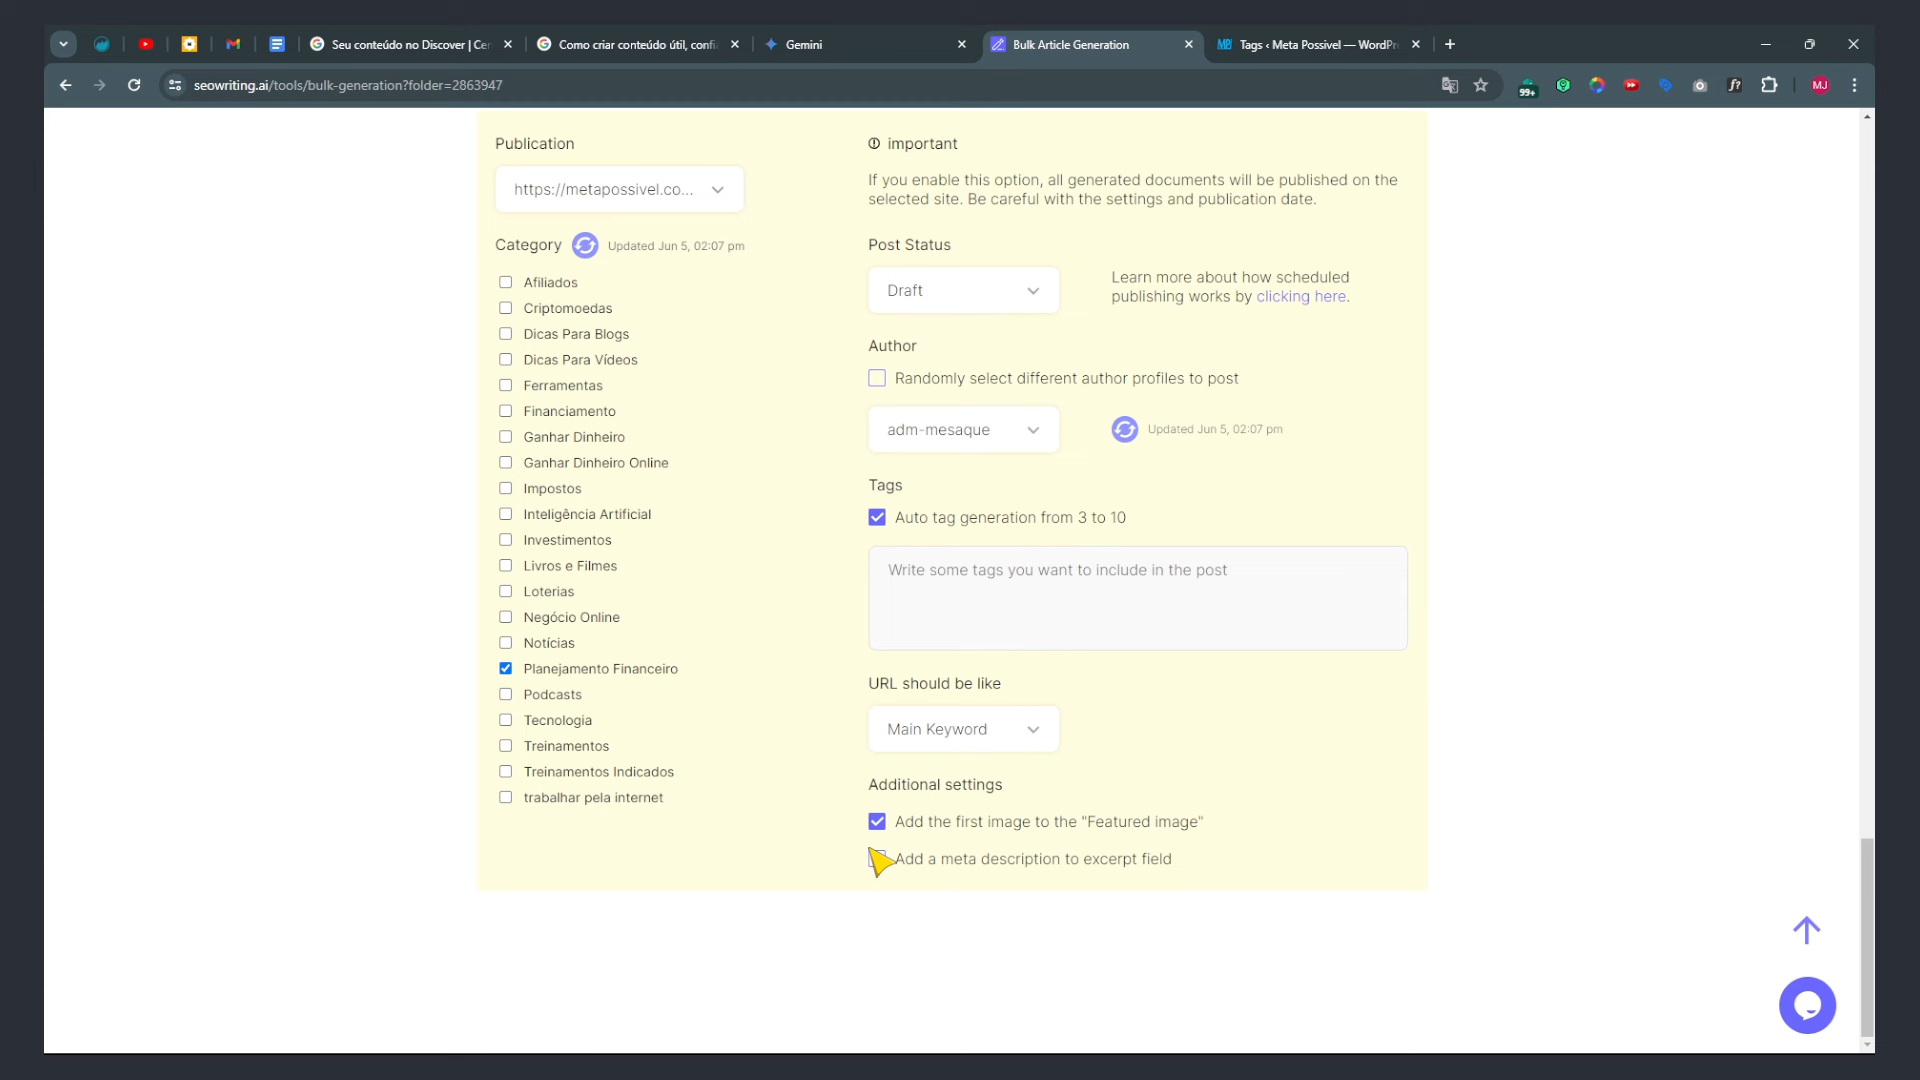 Seu conteúdo no Discover | Cer
Como criar conteúdo útil, confi
Gemini
Bulk Article Generation
Tags ‹ Meta Possivel — WordPr
seowriting.ai/tools/bulk-generation?folder=2863947
99+
f?
MJ
Publication
https://metapossivel.co...
Category
Updated Jun 5, 02:07 pm
Afiliados
Criptomoedas
Dicas Para Blogs
Dicas Para Vídeos
Ferramentas
Financiamento
Ganhar Dinheiro
Ganhar Dinheiro Online
Impostos
Inteligência Artificial
Investimentos
Livros e Filmes
Loterias
Negócio Online
Notícias
Planejamento Financeiro
Podcasts
Tecnologia
Treinamentos
Treinamentos Indicados
trabalhar pela internet
important
If you enable this option, all generated documents will be published on the
selected site. Be careful with the settings and publication date.
Post Status
Draft
Learn more about how scheduled
publishing works by clicking here.
Author
Randomly select different author profiles to post
adm-mesaque
Updated Jun 5, 02:07 pm
Tags
Auto tag generation from 3 to 10
Write some tags you want to include in the post
URL should be like
Main Keyword
Additional settings
Add the first image to the "Featured image"
Add a meta description to excerpt field